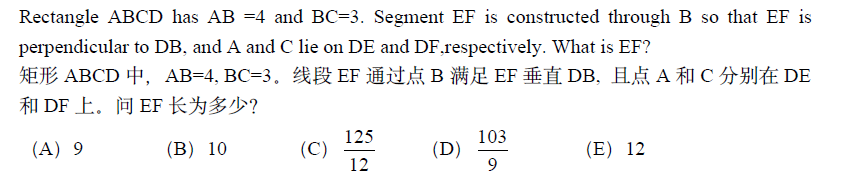 Rectangle ABCD has AB =4 and BC=3. Segment EF is constructed through B so that EF is
perpendicular to DB, and A and C lie on DE and DF,respectively. What is EF?
矩形 ABCD 中，AB=4, BC=3。线段 EF 通过点 B 满足 EF 垂直 DB, 且点 A 和 C 分别在 DE
和 DF 上。问 EF 长为多少?
(A) 9 (B) 10 (C) 125/12 (D) 103/9 (E) 12